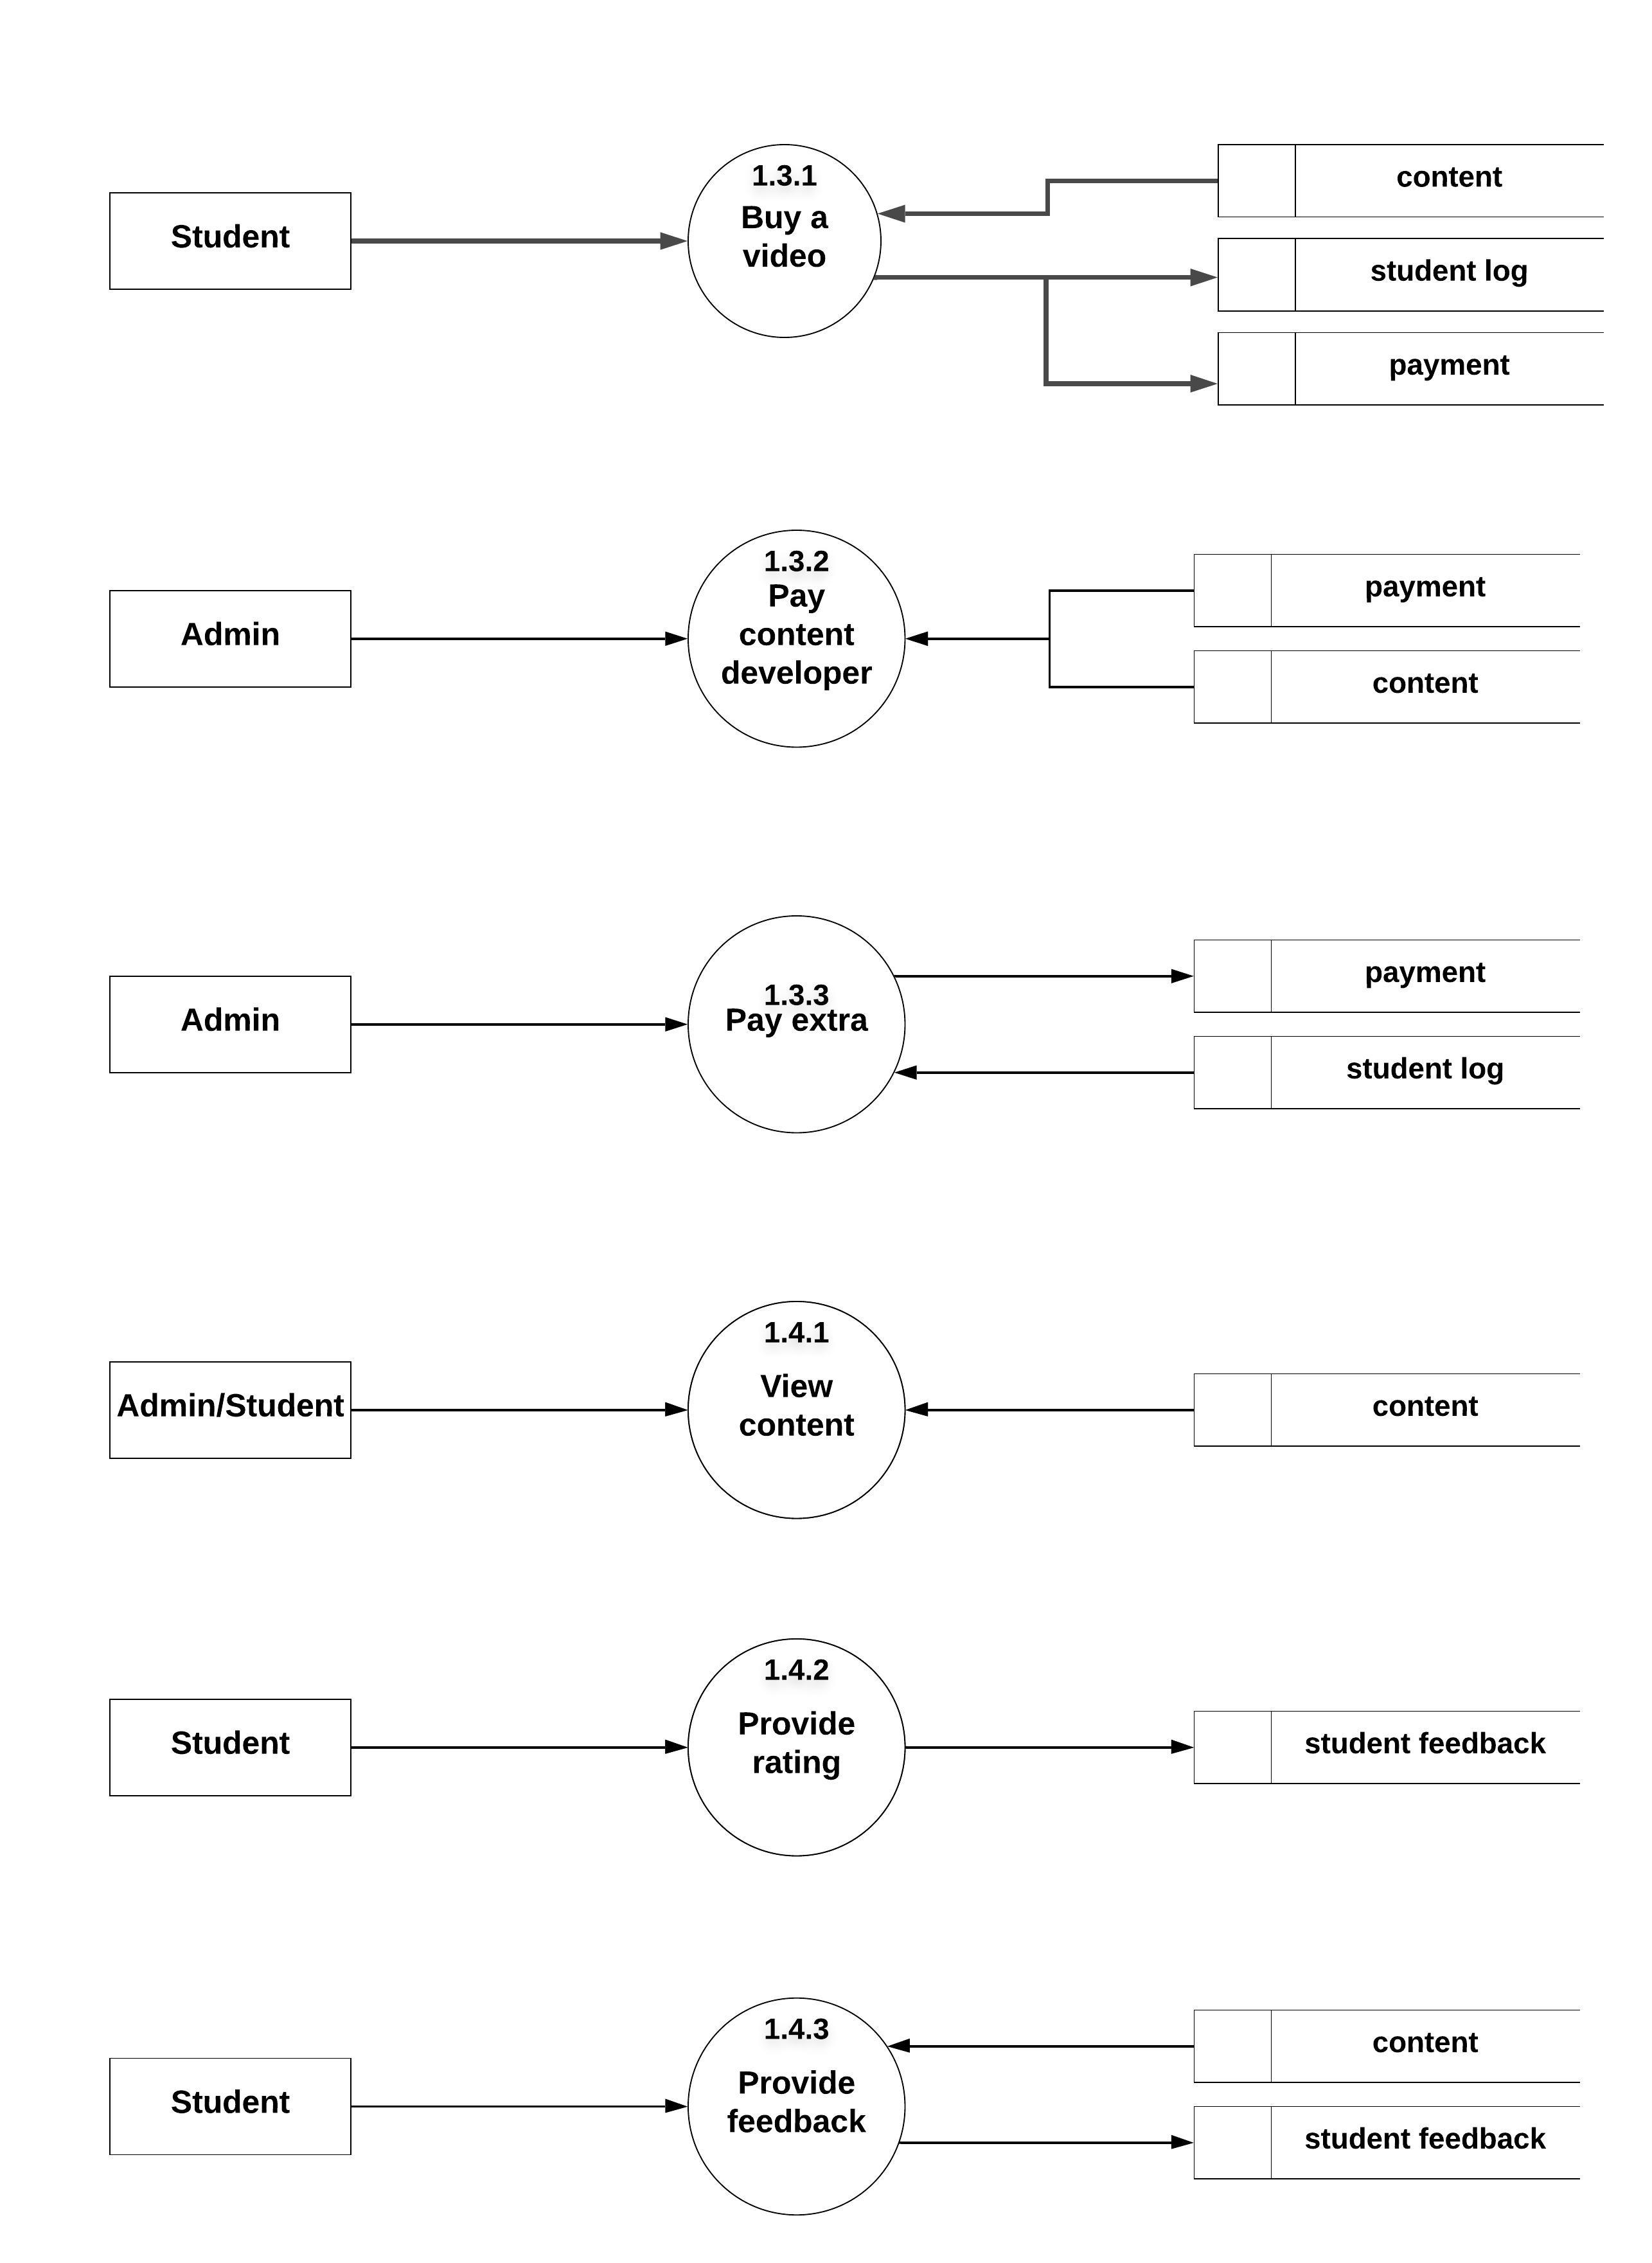 1.3.1
Student
Buy a
video
content
student log
payment
1.3.2
Admin
Pay
content
developer
payment
content
1.3.3
Admin
Pay extra
payment
student log
1.4.1
Admin/Student
View
content
content
1.4.2
Student
Provide
rating
student feedback
1.4.3
Student
Provide
feedback
content
student feedback